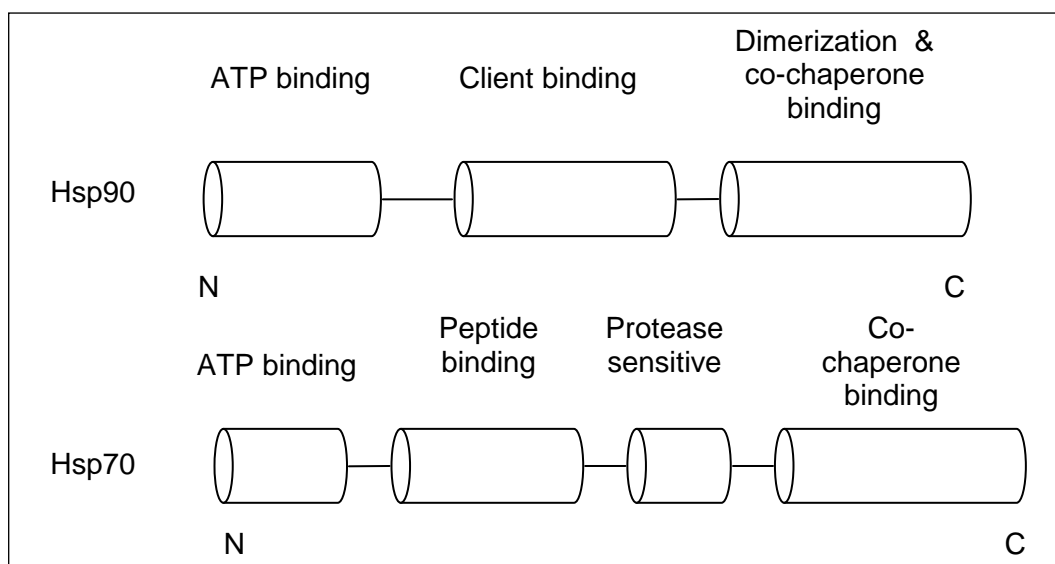 ATP binding
Client binding
Dimerization &
co-chaperone
binding
Hsp90
N
C
ATP binding
Peptide
binding
Protease
sensitive
Co-
chaperone
binding
Hsp70
N
C